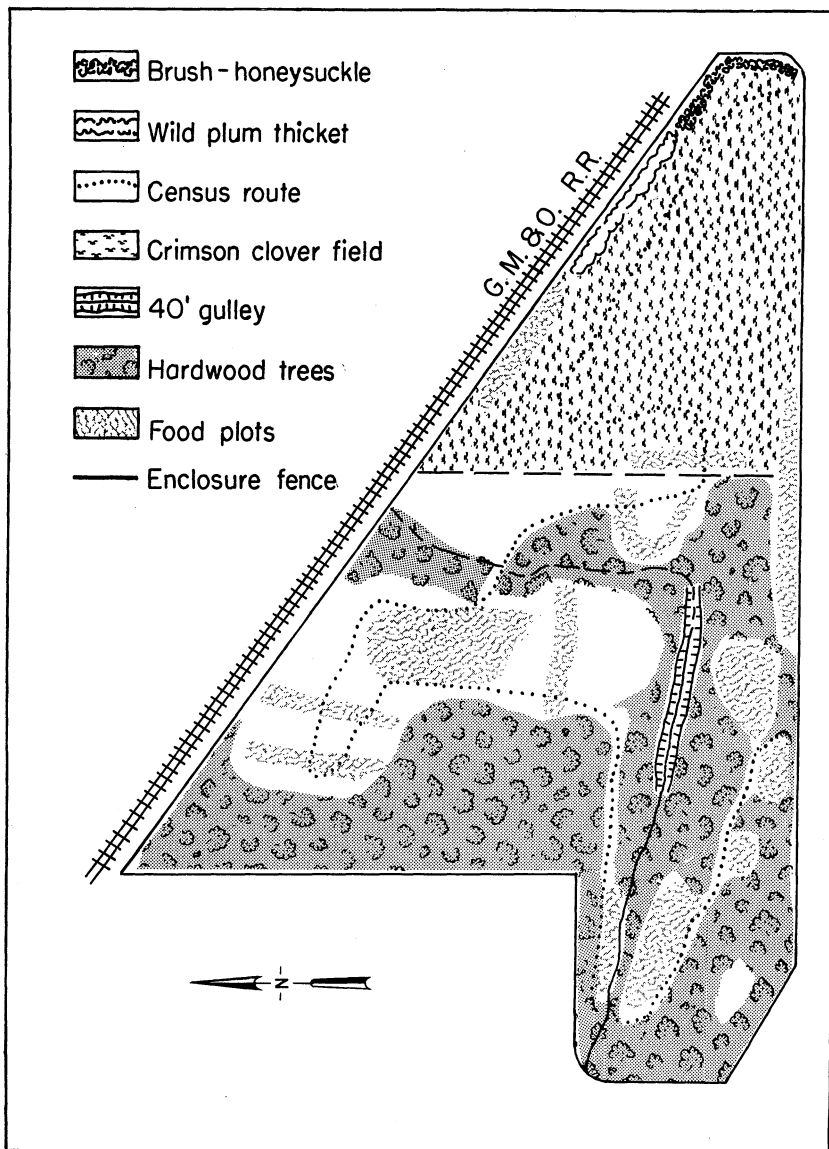 Brush-honeysuckle
Wild plum thicket
Census route
Crimson clover field
40' gulley
Hardwood trees
Food plots
Enclosure fence
G. M. & O. R. R.
N